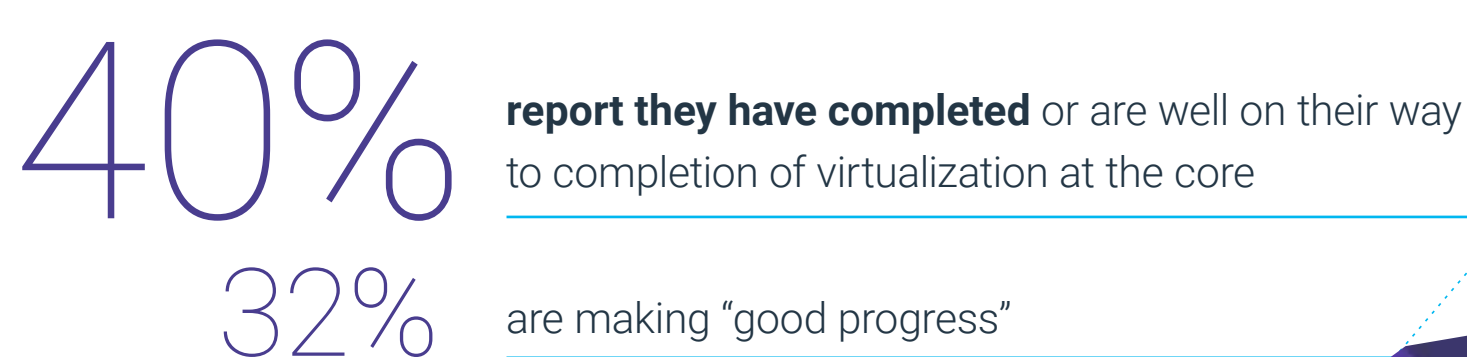 40%
report they have completed or are well on their way
to completion of virtualization at the core
32%
are making “good progress”